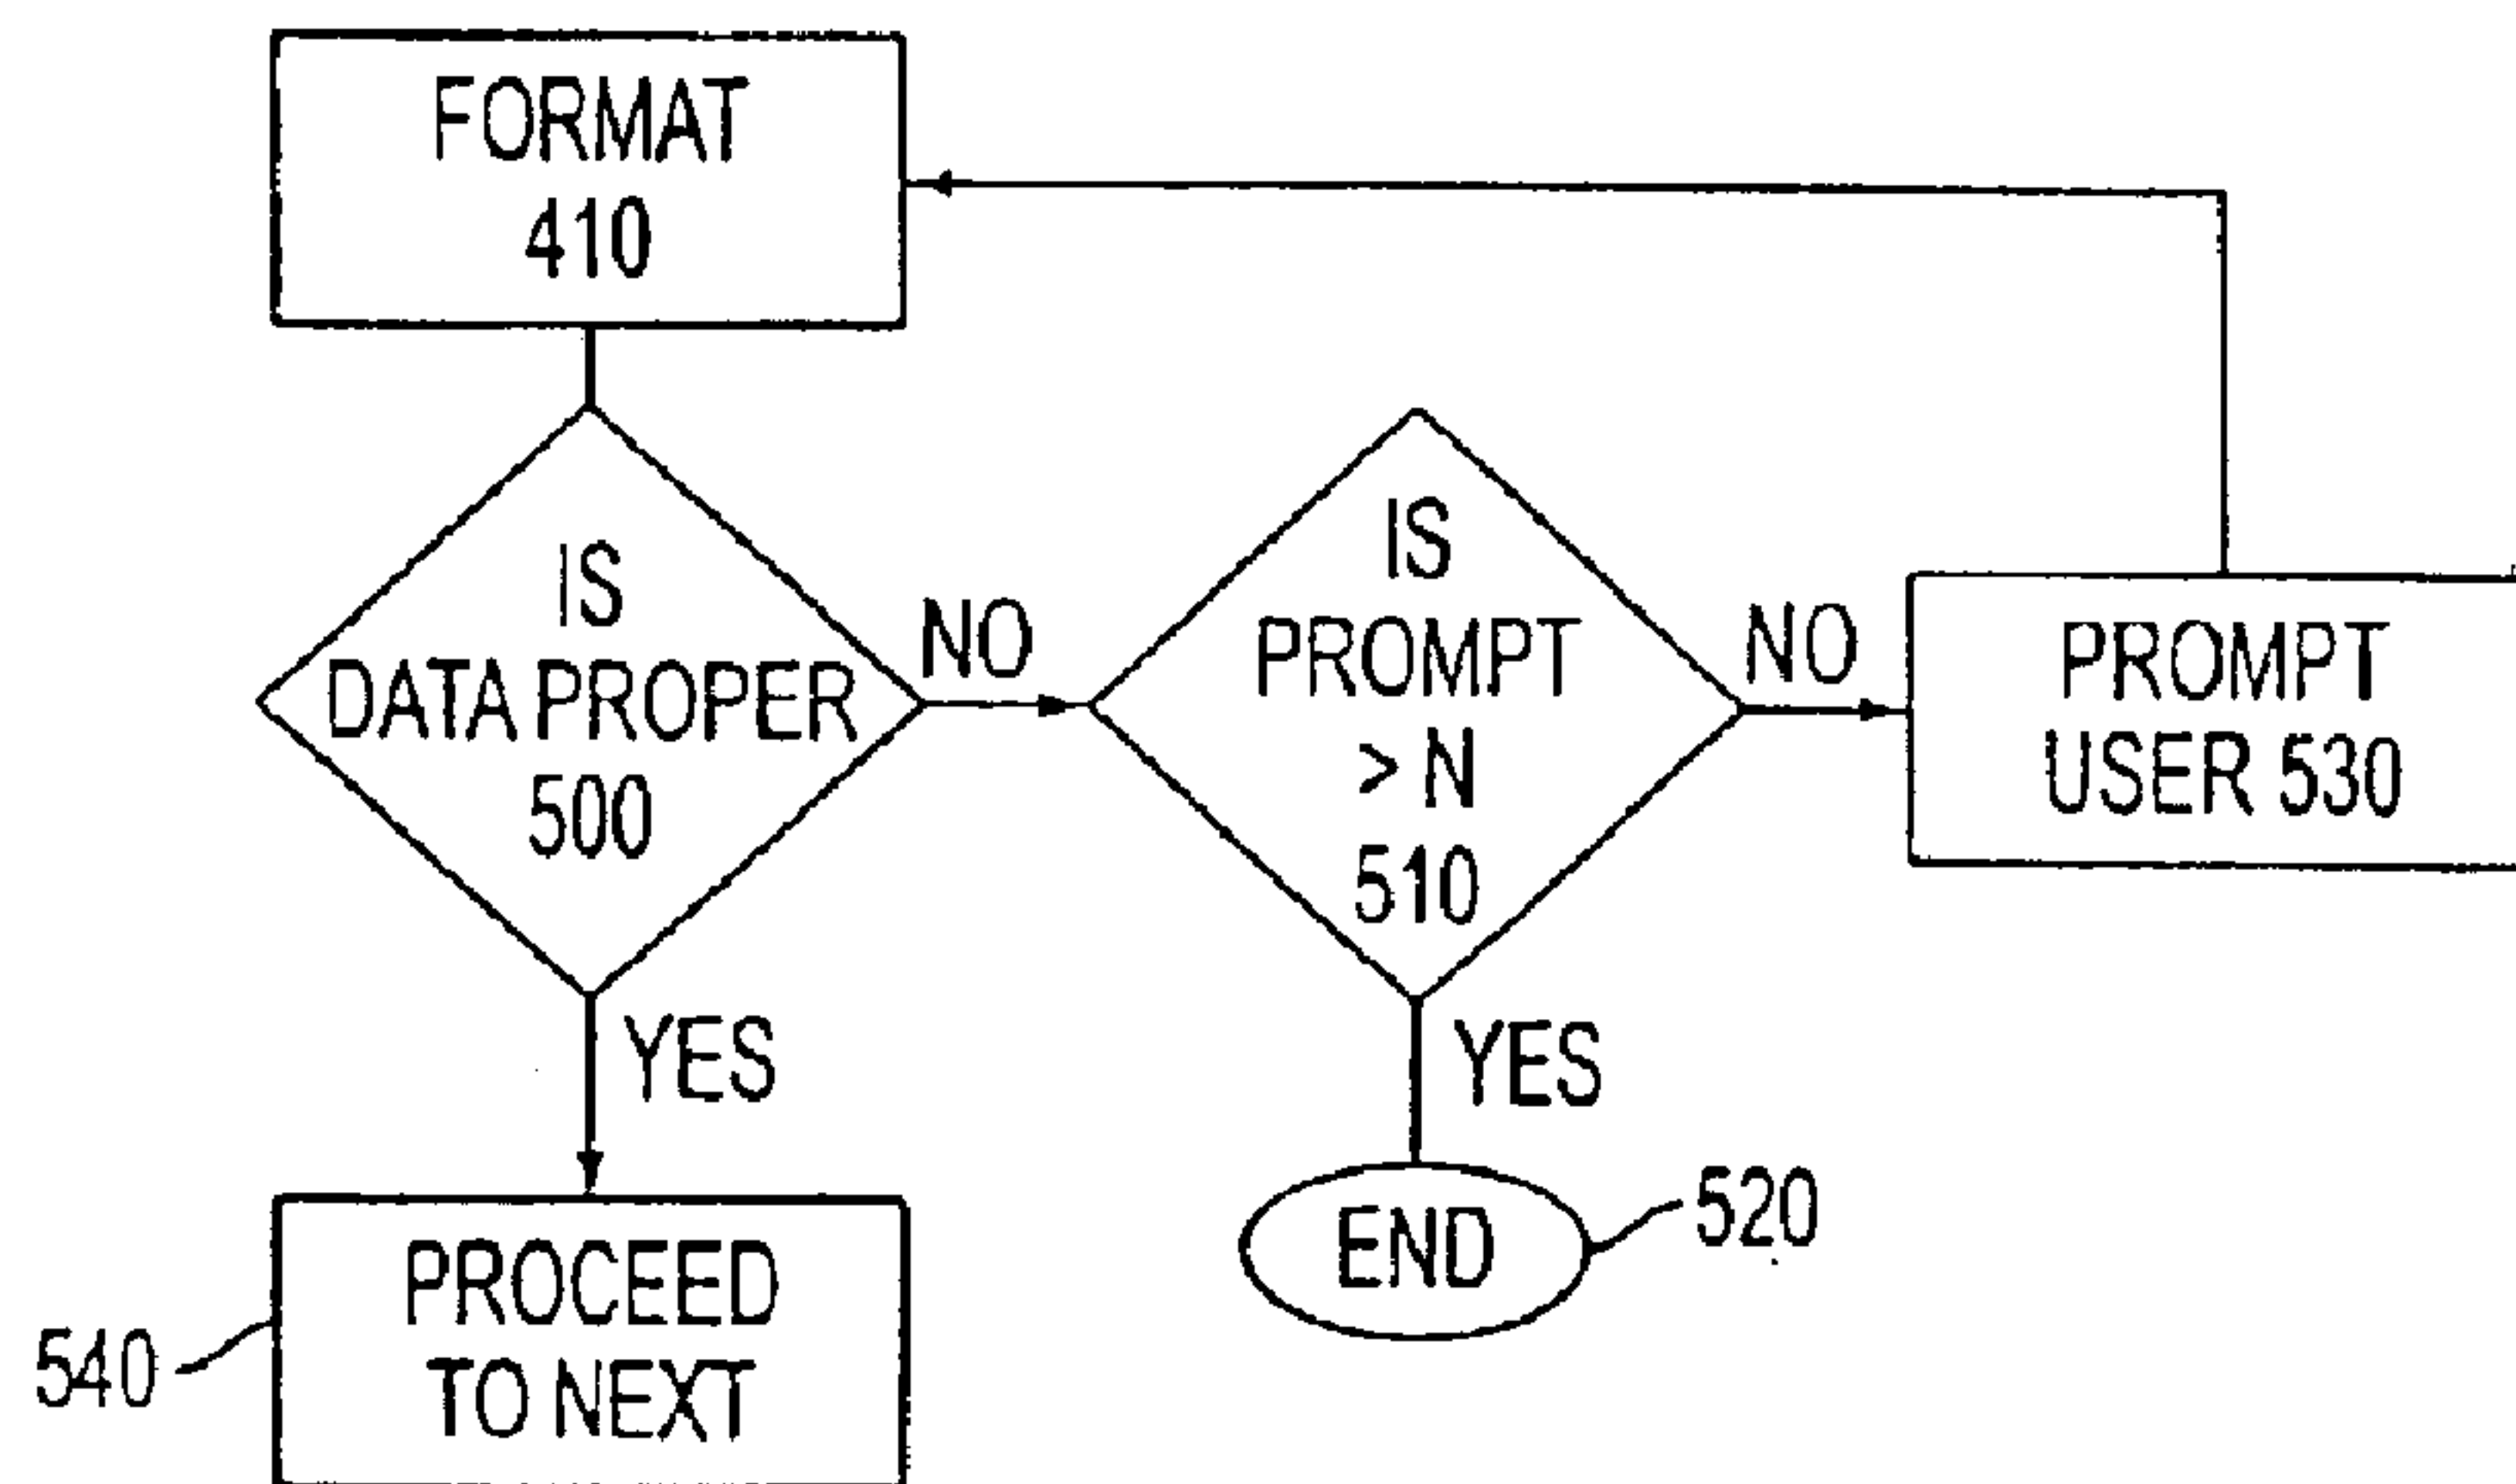 FORMAT
410
IS
DATA PROPER
500
NO
IS
PROMPT
> N
510
NO
PROMPT
USER 530
YES
YES
END
520
540
PROCEED
TO NEXT